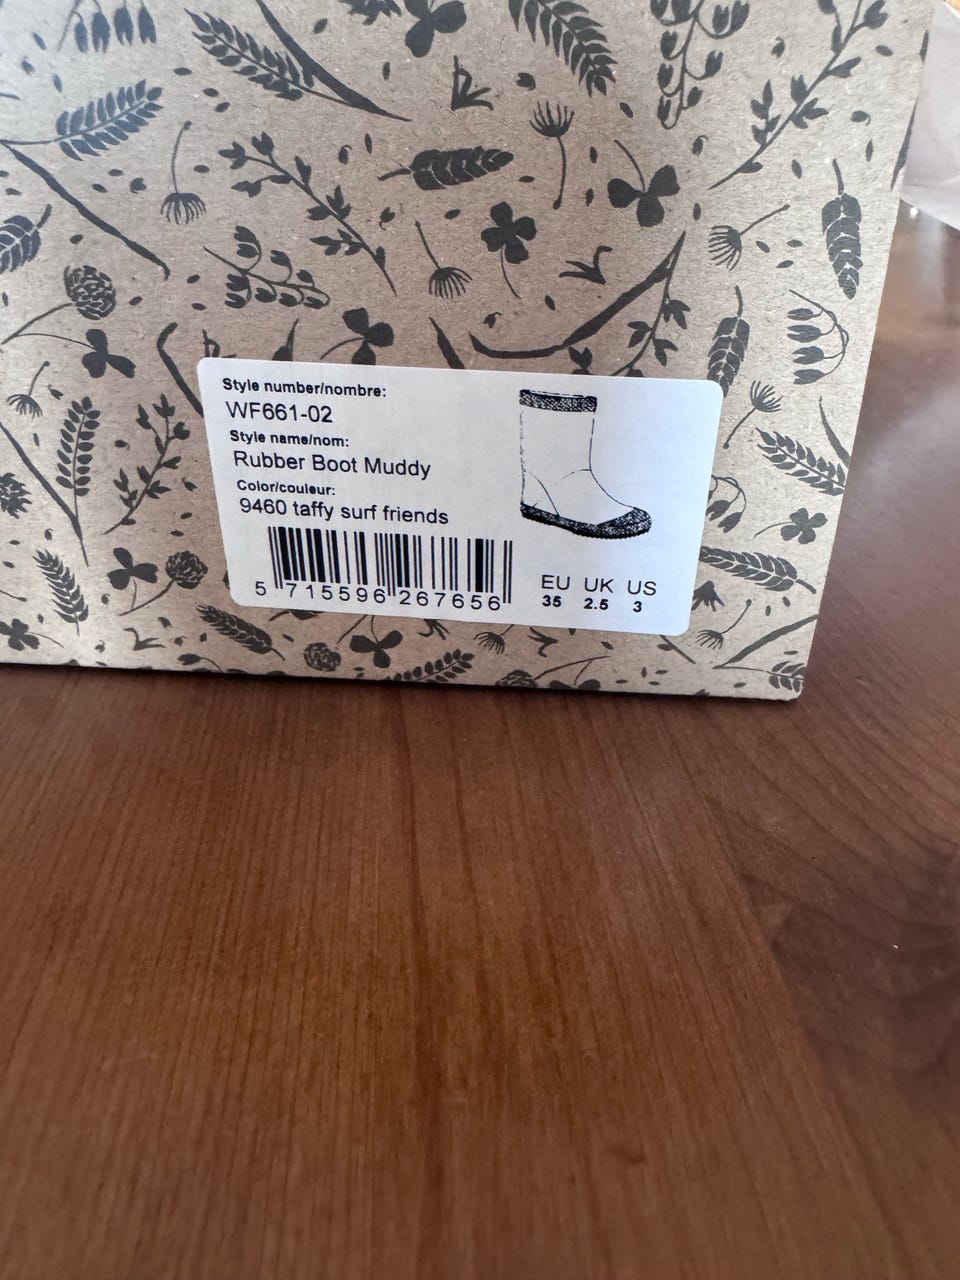 Style number/nombre:
WF661-02
Style name/nom:
Rubber Boot Muddy
Color/couleur:
9460 taffy surf friends
5 715596 267656
EU UK US
35 2.5 3